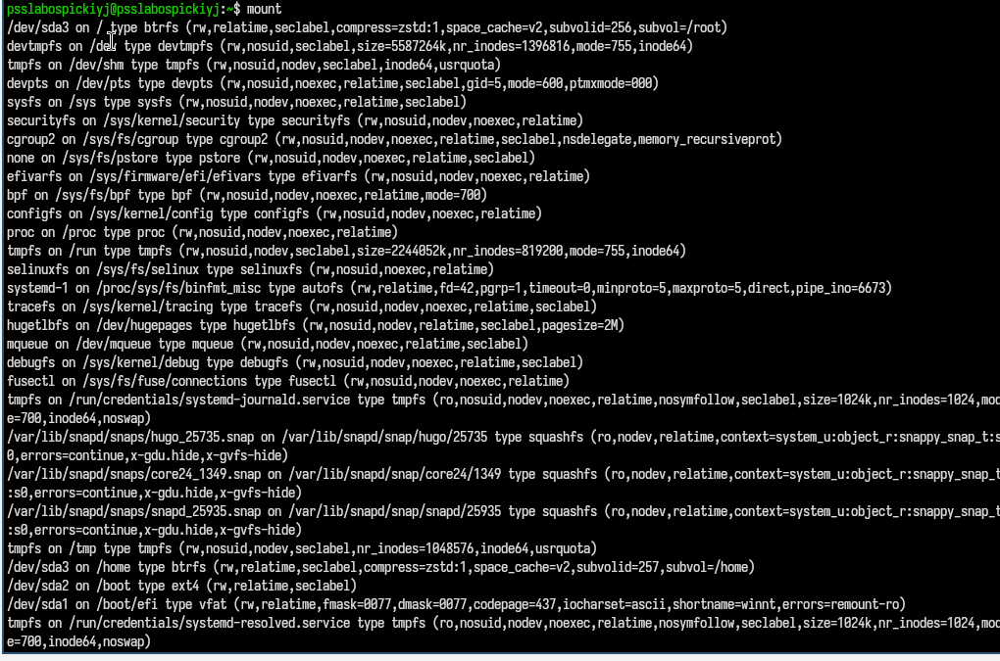 psslabospickiyj@psslabospickiyj:~$ mount
/dev/sda3 on / type btrfs (rw,relatime,seclabel,compress=zstd:1,space_cache=v2,subvolid=256,subvol=/root)
devtmpfs on /dev type devtmpfs (rw,nosuid,nodev,seclabel,size=5587264k,nr_inodes=1396816,mode=755,inode64)
tmpfs on /dev/shm type tmpfs (rw,nosuid,nodev,seclabel,inode64,usrquota)
devpts on /dev/pts type devpts (rw,nosuid,noexec,relatime,seclabel,gid=5,mode=600,ptmxmode=000)
sysfs on /sys type sysfs (rw,nosuid,nodev,noexec,relatime,seclabel)
securityfs on /sys/kernel/security type securityfs (rw,nosuid,nodev,noexec,relatime)
cgroup2 on /sys/fs/cgroup type cgroup2 (rw,nosuid,nodev,noexec,relatime,seclabel,nsdelegate,memory_recursiveprot)
none on /sys/fs/pstore type pstore (rw,nosuid,nodev,noexec,relatime,seclabel)
efivarfs on /sys/firmware/efi/efivars type efivarfs (rw,nosuid,nodev,noexec,relatime)
bpf on /sys/fs/bpf type bpf (rw,nosuid,nodev,noexec,relatime,mode=700)
configfs on /sys/kernel/config type configfs (rw,nosuid,nodev,noexec,relatime)
proc on /proc type proc (rw,nosuid,nodev,noexec,relatime)
tmpfs on /run type tmpfs (rw,nosuid,nodev,seclabel,size=2244052k,nr_inodes=819200,mode=755,inode64)
selinuxfs on /sys/fs/selinux type selinuxfs (rw,nosuid,noexec,relatime)
systemd-1 on /proc/sys/fs/binfmt_misc type autofs (rw,relatime,fd=42,pgrp=1,timeout=0,minproto=5,maxproto=5,direct,pipe_ino=6673)
tracefs on /sys/kernel/tracing type tracefs (rw,nosuid,nodev,noexec,relatime,seclabel)
hugetlbfs on /dev/hugepages type hugetlbfs (rw,nosuid,nodev,relatime,seclabel,pagesize=2M)
mqueue on /dev/mqueue type mqueue (rw,nosuid,nodev,noexec,relatime,seclabel)
debugfs on /sys/kernel/debug type debugfs (rw,nosuid,nodev,noexec,relatime,seclabel)
fusectl on /sys/fs/fuse/connections type fusectl (rw,nosuid,nodev,noexec,relatime)
tmpfs on /run/credentials/systemd-journald.service type tmpfs (ro,nosuid,nodev,noexec,relatime,nosymfollow,seclabel,size=1024k,nr_inodes=1024,mod
e=700,inode64,noswap)
/var/lib/snapd/snaps/hugo_25735.snap on /var/lib/snapd/snap/hugo/25735 type squashfs (ro,nodev,relatime,context=system_u:object_r:snappy_snap_t:s
0,errors=continue,x-gdu.hide,x-gvfs-hide)
/var/lib/snapd/snaps/core24_1349.snap on /var/lib/snapd/snap/core24/1349 type squashfs (ro,nodev,relatime,context=system_u:object_r:snappy_snap_t
:s0,errors=continue,x-gdu.hide,x-gvfs-hide)
/var/lib/snapd/snaps/snapd_25935.snap on /var/lib/snapd/snap/snapd/25935 type squashfs (ro,nodev,relatime,context=system_u:object_r:snappy_snap_t
:s0,errors=continue,x-gdu.hide,x-gvfs-hide)
tmpfs on /tmp type tmpfs (rw,nosuid,nodev,seclabel,nr_inodes=1048576,inode64,usrquota)
/dev/sda3 on /home type btrfs (rw,relatime,seclabel,compress=zstd:1,space_cache=v2,subvolid=257,subvol=/home)
/dev/sda2 on /boot type ext4 (rw,relatime,seclabel)
/dev/sda1 on /boot/efi type vfat (rw,relatime,fmask=0077,dmask=0077,codepage=437,iocharset=ascii,shortname=winnt,errors=remount-ro)
tmpfs on /run/credentials/systemd-resolved.service type tmpfs (ro,nosuid,nodev,noexec,relatime,nosymfollow,seclabel,size=1024k,nr_inodes=1024,mod
e=700,inode64,noswap)